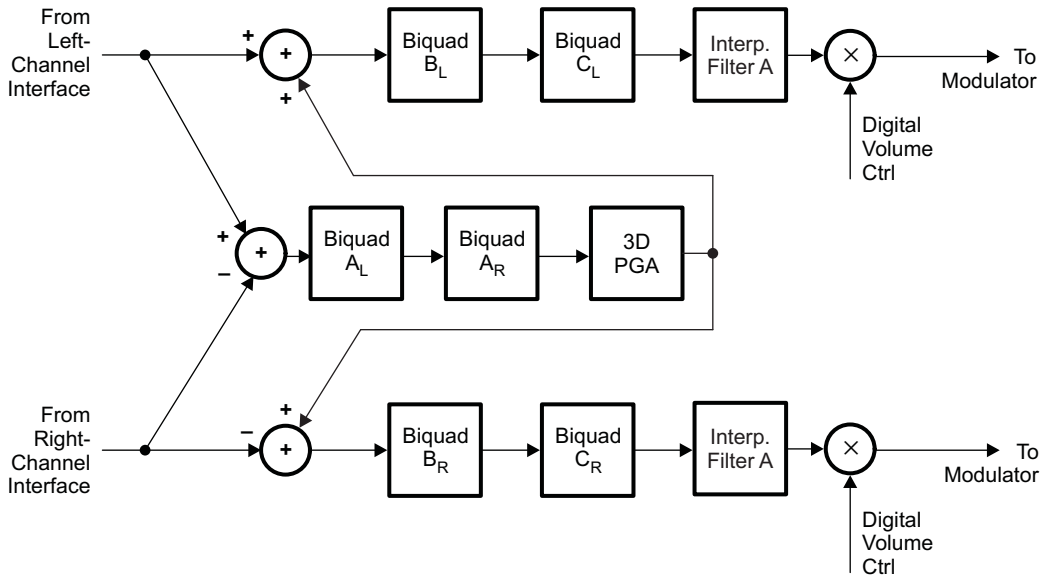 From
Left-
Channel
Interface
+
+
+
Biquad
BL
Biquad
CL
Interp.
Filter A
×
To
Modulator
Digital
Volume
Ctrl
+
–
+
Biquad
AL
Biquad
AR
3D
PGA
From
Right-
Channel
Interface
–
+
+
Biquad
BR
Biquad
CR
Interp.
Filter A
×
To
Modulator
Digital
Volume
Ctrl